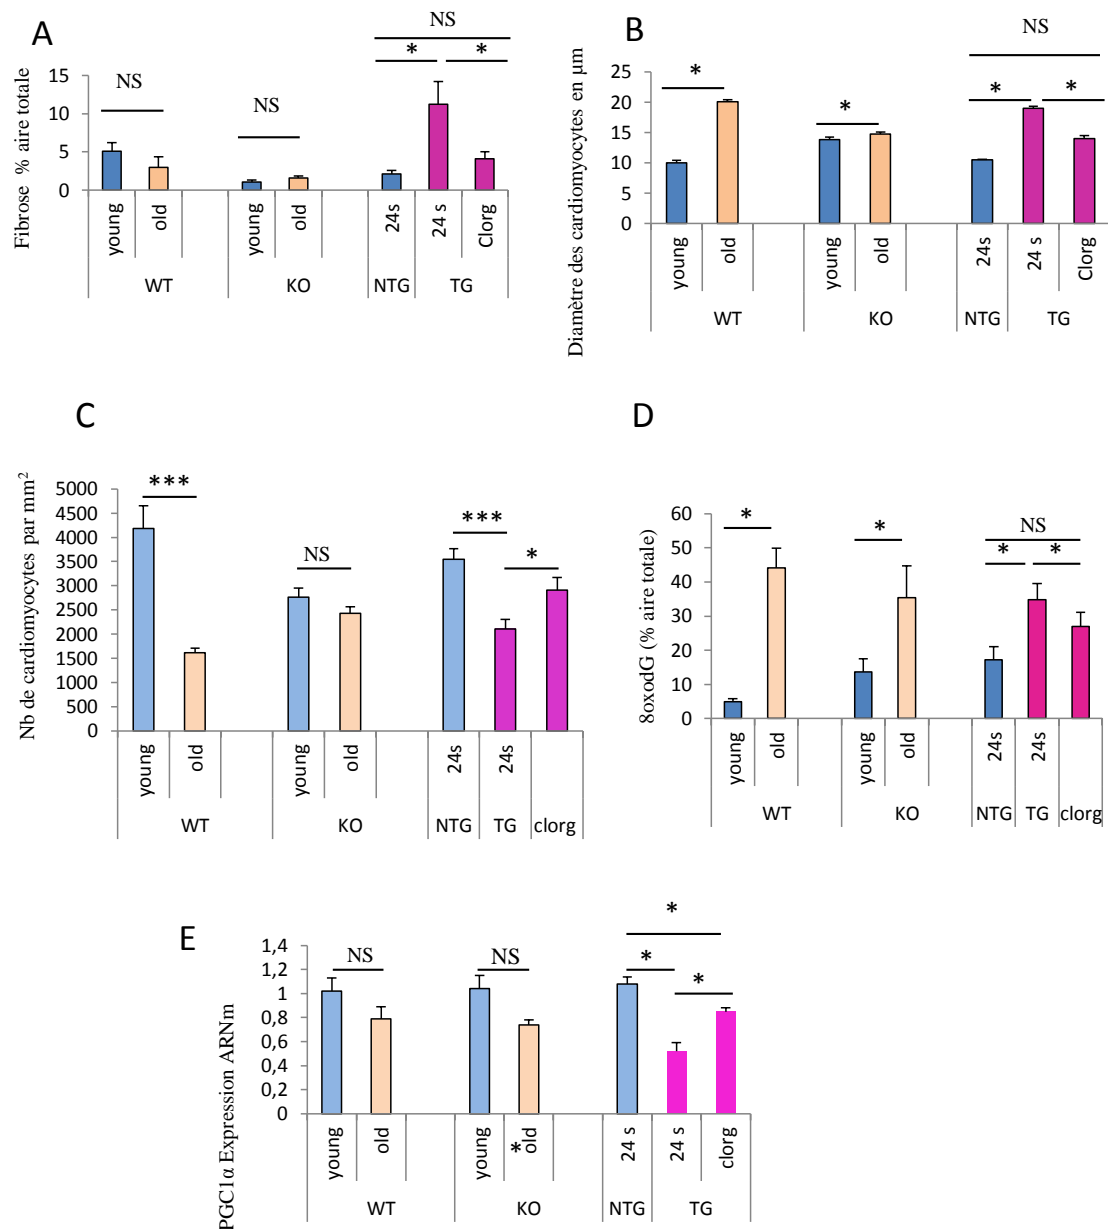 A
NS
* *
NS
NS
Fibrose % aire totale
15
10
5
0
young old young old 24s 24 s Clorg
WT KO NTG TG
B
NS
* * * *
Diamètre des cardiomyocytes en µm
25
20
15
10
5
0
young old young old 24s 24 s Clorg
WT KO NTG TG
C
Nb de cardiomyocytes par mm²
*** NS *** *
5000
4500
4000
3500
3000
2500
2000
1500
1000
500
0
young old young old 24s 24s
WT KO NTG TG clorg
D
8oxodG (% aire totale)
* * NS
* *
60
50
40
30
20
10
0
young old young old 24s 24s
WT KO NTG TG clorg
E
PGC1α Expression ARNm
*
NS NS *
*
1,4
1,2
1
0,8
0,6
0,4
0,2
0
young old young *old 24 s 24 s clorg
WT KO NTG TG